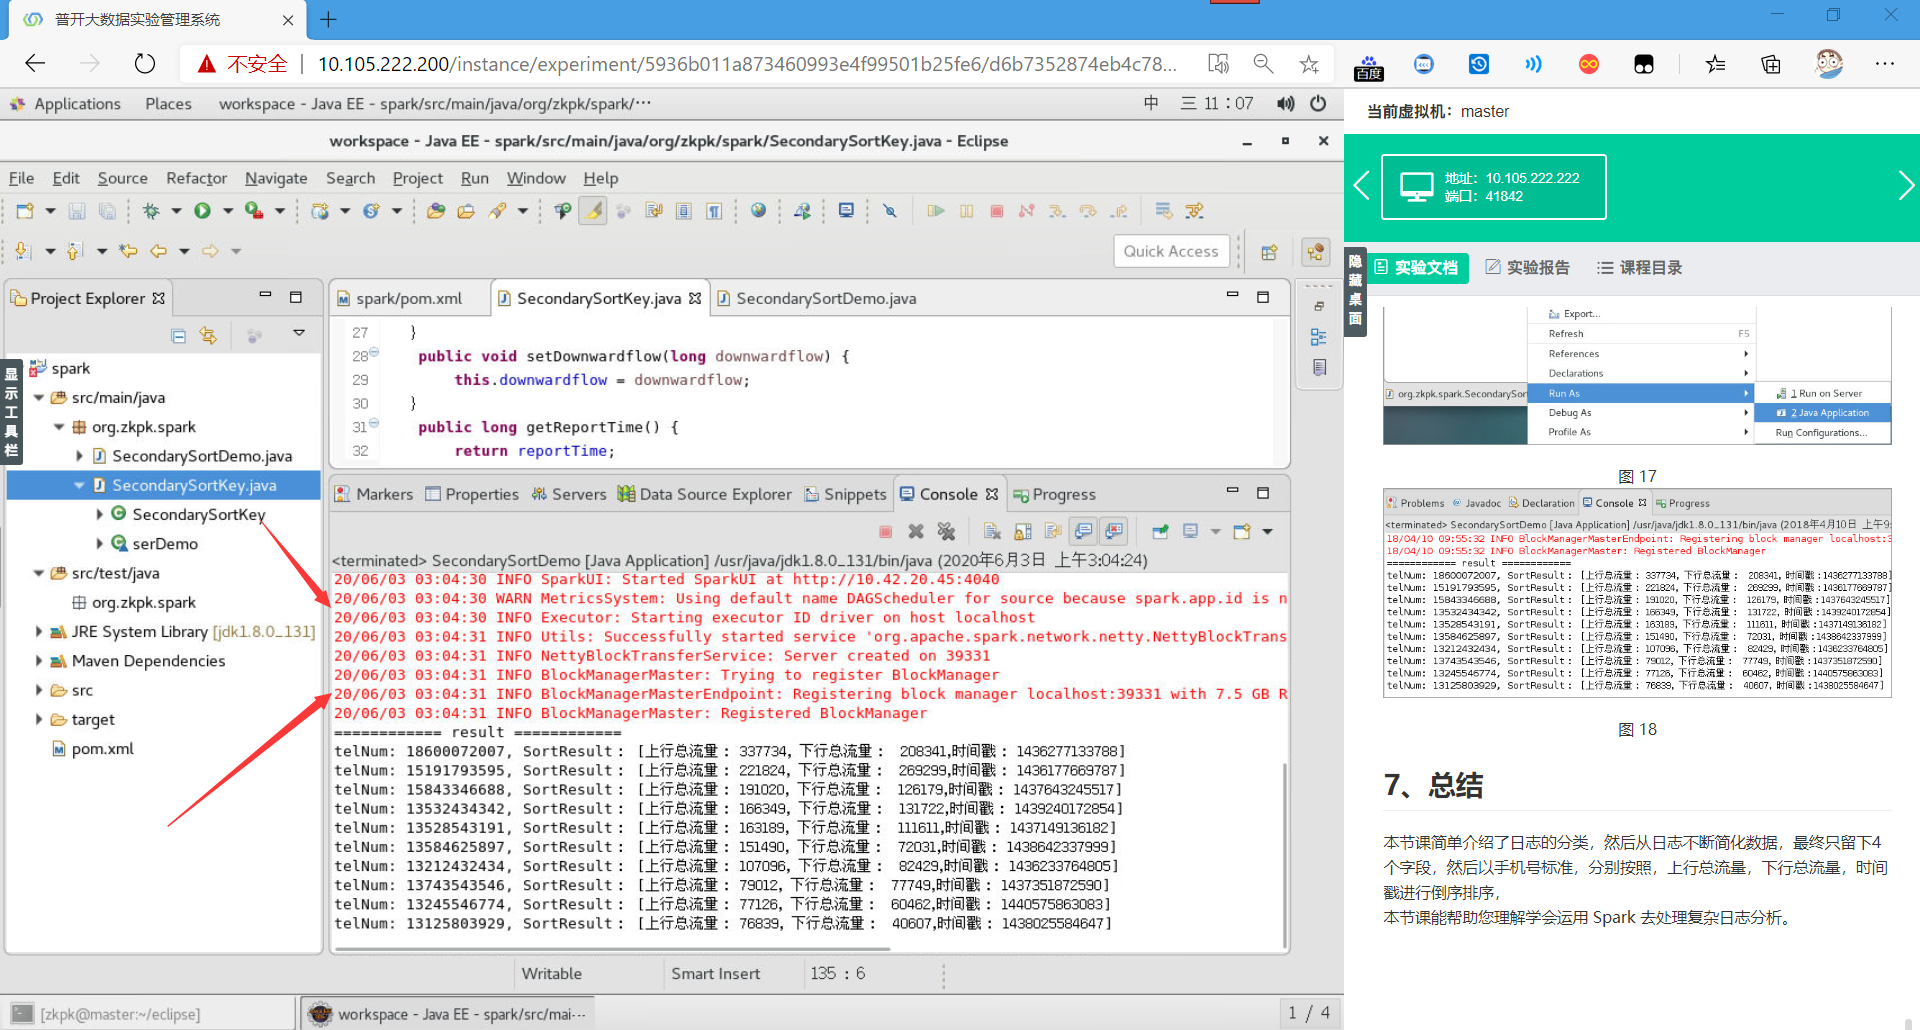 普开大数据实验管理系统
不安全 | 10.105.222.200/instance/experiment/5936b011a873460993e4f99501b25fe6/d6b7352874eb4c78...
百度
Applications Places workspace - Java EE - spark/src/main/java/org/zkpk/spark/··· 中 三 11：07
当前虚拟机：master
workspace - Java EE - spark/src/main/java/org/zkpk/spark/SecondarySortKey.java - Eclipse
地址：10.105.222.222
端口：41842
File Edit Source Refactor Navigate Search Project Run Window Help
Quick Access
隐藏桌面
实验文档 实验报告 课程目录
Project Explorer
spark/pom.xml SecondarySortKey.java SecondarySortDemo.java
显示工具栏
spark
src/main/java
org.zkpk.spark
SecondarySortDemo.java
SecondarySortKey.java
SecondarySortKey
serDemo
src/test/java
org.zkpk.spark
JRE System Library [jdk1.8.0_131]
Maven Dependencies
src
target
pom.xml
27 }
28 public void setDownwardflow(long downwardflow) {
29 this.downwardflow = downwardflow;
30 }
31 public long getReportTime() {
32 return reportTime;
Markers Properties Servers Data Source Explorer Snippets Console Progress
<terminated> SecondarySortDemo [Java Application] /usr/java/jdk1.8.0_131/bin/java (2020年6月3日 上午3:04:24)
20/06/03 03:04:30 INFO SparkUI: Started SparkUI at http://10.42.20.45:4040
20/06/03 03:04:30 WARN MetricsSystem: Using default name DAGScheduler for source because spark.app.id is n
20/06/03 03:04:30 INFO Executor: Starting executor ID driver on host localhost
20/06/03 03:04:31 INFO Utils: Successfully started service 'org.apache.spark.network.netty.NettyBlockTrans
20/06/03 03:04:31 INFO NettyBlockTransferService: Server created on 39331
20/06/03 03:04:31 INFO BlockManagerMaster: Trying to register BlockManager
20/06/03 03:04:31 INFO BlockManagerMasterEndpoint: Registering block manager localhost:39331 with 7.5 GB R
20/06/03 03:04:31 INFO BlockManagerMaster: Registered BlockManager
============ result ============
telNum: 18600072007, SortResult： [上行总流量：337734, 下行总流量： 208341,时间戳：1436277133788]
telNum: 15191793595, SortResult： [上行总流量：221824, 下行总流量： 269299,时间戳：1436177669787]
telNum: 15843346688, SortResult： [上行总流量：191020, 下行总流量： 126179,时间戳：1437643245517]
telNum: 13532434342, SortResult： [上行总流量：166349, 下行总流量： 131722,时间戳：1439240172854]
telNum: 13528543191, SortResult： [上行总流量：163189, 下行总流量： 111611,时间戳：1437149136182]
telNum: 13584625897, SortResult： [上行总流量：151490, 下行总流量： 72031,时间戳：1438642337999]
telNum: 13212432434, SortResult： [上行总流量：107096, 下行总流量： 82429,时间戳：1436233764805]
telNum: 13743543546, SortResult： [上行总流量：79012, 下行总流量： 77749,时间戳：1437351872590]
telNum: 13245546774, SortResult： [上行总流量：77126, 下行总流量： 60462,时间戳：1440575863083]
telNum: 13125803929, SortResult： [上行总流量：76839, 下行总流量： 40607,时间戳：1438025584647]
Writable Smart Insert 135 : 6
[zkpk@master:~/eclipse] workspace - Java EE - spark/src/mai··· 1 / 4
Export...
Refresh F5
References
Declarations
org.zkpk.spark.SecondarySor Run As 1 Run on Server
Debug As 2 Java Application
Profile As Run Configurations...
图 17
Problems Javadoc Declaration Console Progress
<terminated> SecondarySortDemo [Java Application] /usr/java/jdk1.8.0_131/bin/java (2018年4月10日 上午9:
18/04/10 09:55:32 INFO BlockManagerMasterEndpoint: Registering block manager localhost:3
18/04/10 09:55:32 INFO BlockManagerMaster: Registered BlockManager
============ result ============
telNum: 18600072007, SortResult： [上行总流量：337734, 下行总流量： 208341, 时间戳：1436277133788]
telNum: 15191793595, SortResult： [上行总流量：221824, 下行总流量： 269299, 时间戳：1436177669787]
telNum: 15843346688, SortResult： [上行总流量：191020, 下行总流量： 126179, 时间戳：1437643245517]
telNum: 13532434342, SortResult： [上行总流量：166349, 下行总流量： 131722, 时间戳：1439240172854]
telNum: 13528543191, SortResult： [上行总流量：163189, 下行总流量： 111611, 时间戳：1437149136182]
telNum: 13584625897, SortResult： [上行总流量：151490, 下行总流量： 72031, 时间戳：1438642337999]
telNum: 13212432434, SortResult： [上行总流量：107096, 下行总流量： 82429, 时间戳：1436233764805]
telNum: 13743543546, SortResult： [上行总流量：79012, 下行总流量： 77749, 时间戳：1437351872590]
telNum: 13245546774, SortResult： [上行总流量：77126, 下行总流量： 60462, 时间戳：1440575863083]
telNum: 13125803929, SortResult： [上行总流量：76839, 下行总流量： 40607, 时间戳：1438025584647]
图 18
7、总结
本节课简单介绍了日志的分类，然后从日志不断简化数据，最终只留下4
个字段，然后以手机号标准，分别按照，上行总流量，下行总流量，时间
戳进行倒序排序，
本节课能帮助您理解学会运用 Spark 去处理复杂日志分析。